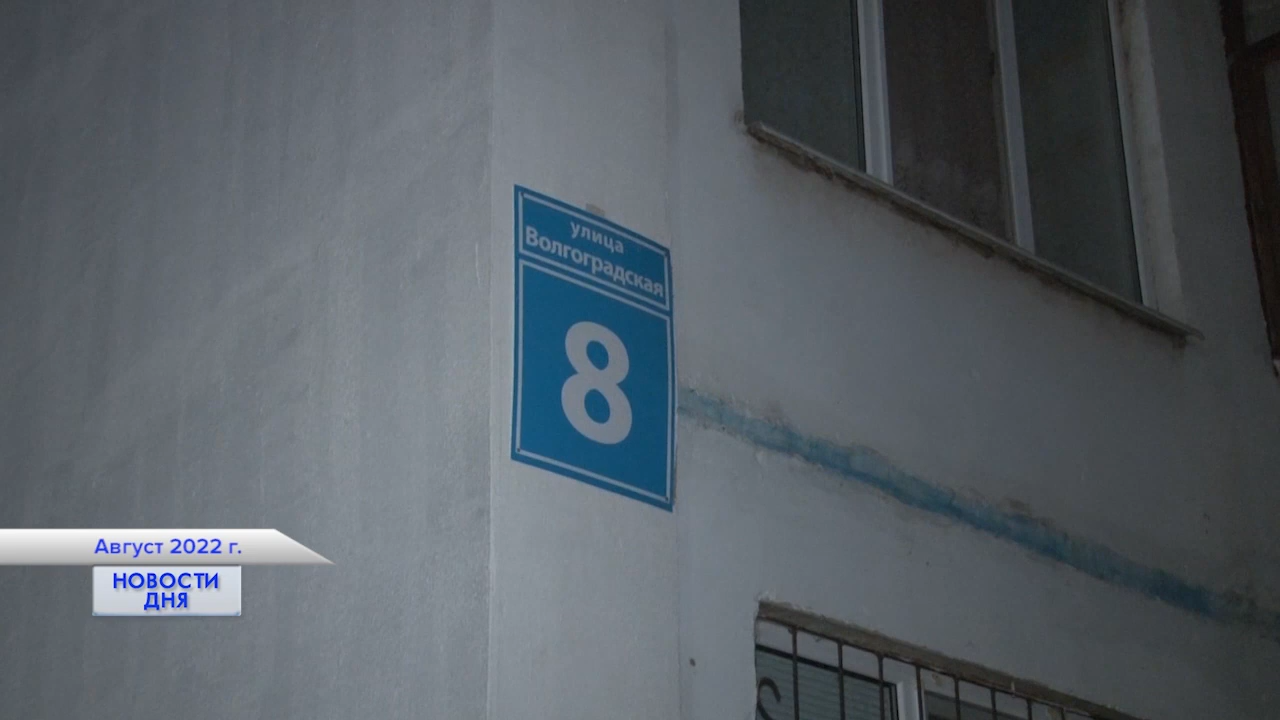 улица
Волгоградская
8
Август 2022 г.
НОВОСТИ
ДНЯ